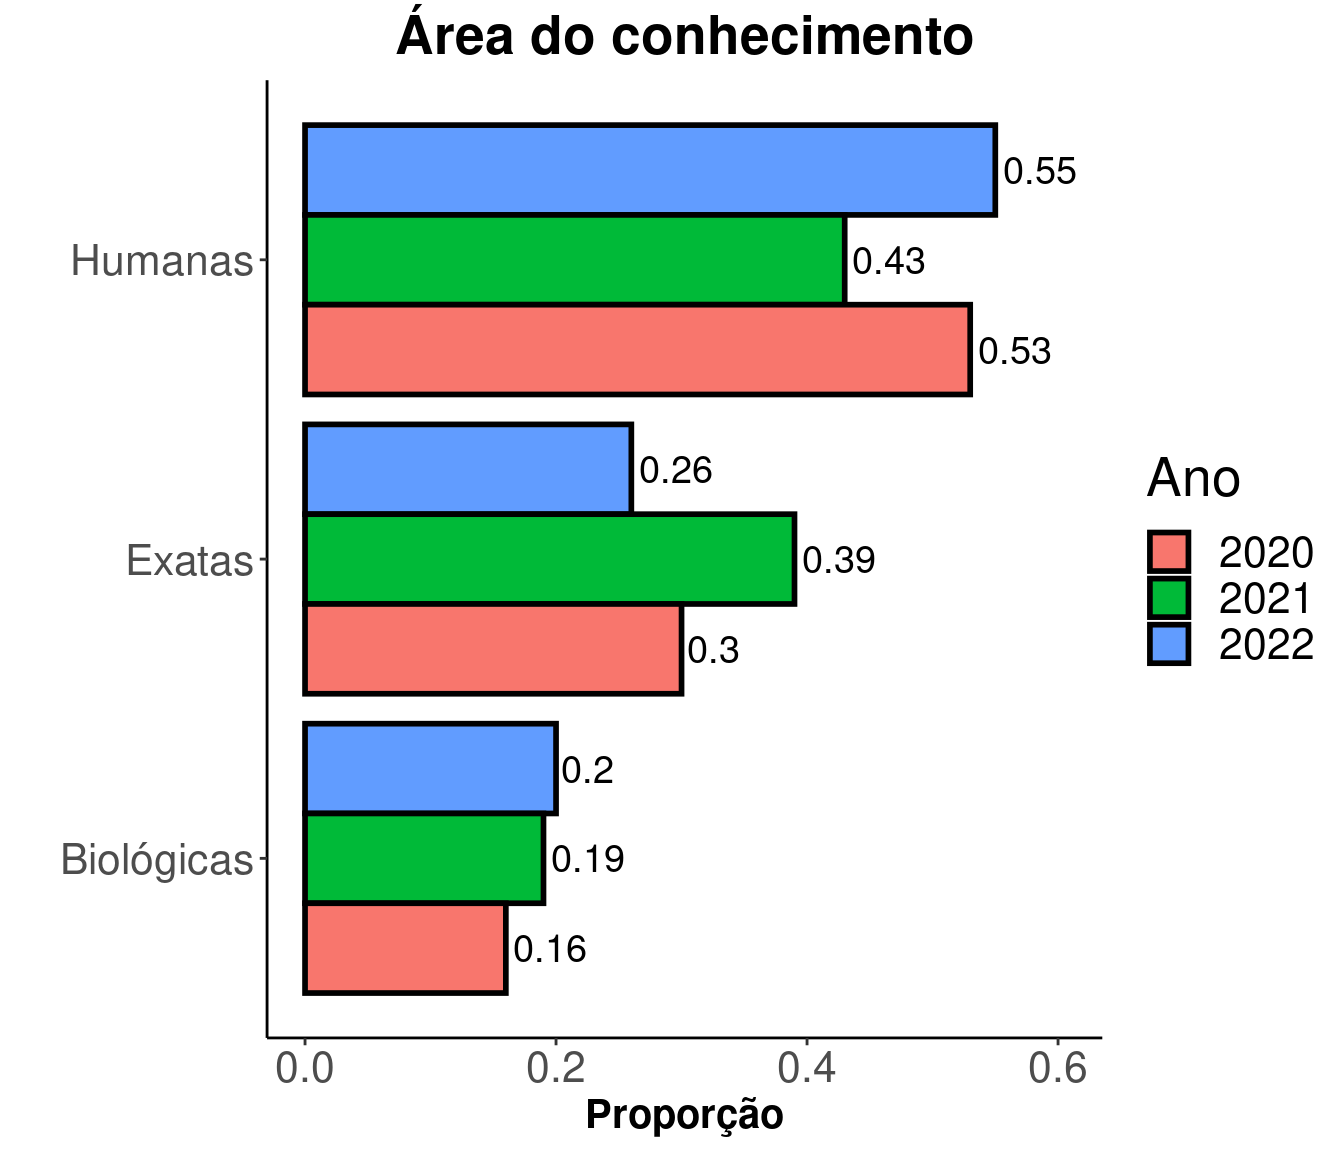 Área do conhecimento
Humanas
0.55
0.43
0.53
Exatas
0.26
0.39
0.3
Biológicas
0.2
0.19
0.16
0.0 0.2 0.4 0.6
Proporção
Ano
2020
2021
2022